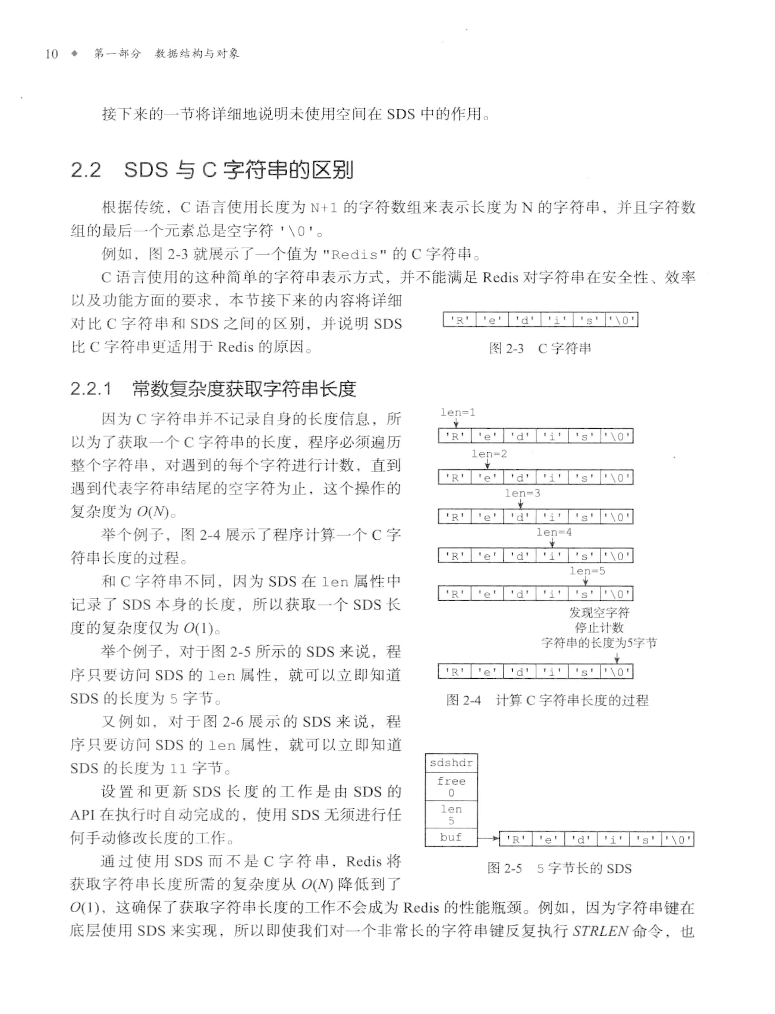 10 ◆ 第一部分 数据结构与对象
接下来的一节将详细地说明未使用空间在 SDS 中的作用。
2.2 SDS 与 C 字符串的区别
根据传统，C 语言使用长度为 N+1 的字符数组来表示长度为 N 的字符串，并且字符数
组的最后一个元素总是空字符 '\0'。
例如，图 2-3 就展示了一个值为 "Redis" 的 C 字符串。
C 语言使用的这种简单的字符串表示方式，并不能满足 Redis 对字符串在安全性、效率
以及功能方面的要求，本节接下来的内容将详细
对比 C 字符串和 SDS 之间的区别，并说明 SDS
比 C 字符串更适用于 Redis 的原因。
'R' 'e' 'd' 'i' 's' '\0'
图 2-3 C 字符串
2.2.1 常数复杂度获取字符串长度
因为 C 字符串并不记录自身的长度信息，所
以为了获取一个 C 字符串的长度，程序必须遍历
整个字符串，对遇到的每个字符进行计数，直到
遇到代表字符串结尾的空字符为止，这个操作的
复杂度为 O(N)。
举个例子，图 2-4 展示了程序计算一个 C 字
符串长度的过程。
和 C 字符串不同，因为 SDS 在 len 属性中
记录了 SDS 本身的长度，所以获取一个 SDS 长
度的复杂度仅为 O(1)。
举个例子，对于图 2-5 所示的 SDS 来说，程
序只要访问 SDS 的 len 属性，就可以立即知道
SDS 的长度为 5 字节。
又例如，对于图 2-6 展示的 SDS 来说，程
序只要访问 SDS 的 len 属性，就可以立即知道
SDS 的长度为 11 字节。
设置和更新 SDS 长度的工作是由 SDS 的
API 在执行时自动完成的，使用 SDS 无须进行任
何手动修改长度的工作。
通过使用 SDS 而不是 C 字符串，Redis 将
获取字符串长度所需的复杂度从 O(N) 降低到了
len=1
'R' 'e' 'd' 'i' 's' '\0'
len=2
'R' 'e' 'd' 'i' 's' '\0'
len=3
'R' 'e' 'd' 'i' 's' '\0'
len=4
'R' 'e' 'd' 'i' 's' '\0'
len=5
'R' 'e' 'd' 'i' 's' '\0'
发现空字符
停止计数
字符串的长度为5字节
'R' 'e' 'd' 'i' 's' '\0'
图 2-4 计算 C 字符串长度的过程
sdshdr
free
0
len
5
buf
'R' 'e' 'd' 'i' 's' '\0'
图 2-5 5 字节长的 SDS
O(1)，这确保了获取字符串长度的工作不会成为 Redis 的性能瓶颈。例如，因为字符串键在
底层使用 SDS 来实现，所以即使我们对一个非常长的字符串键反复执行 STRLEN 命令，也